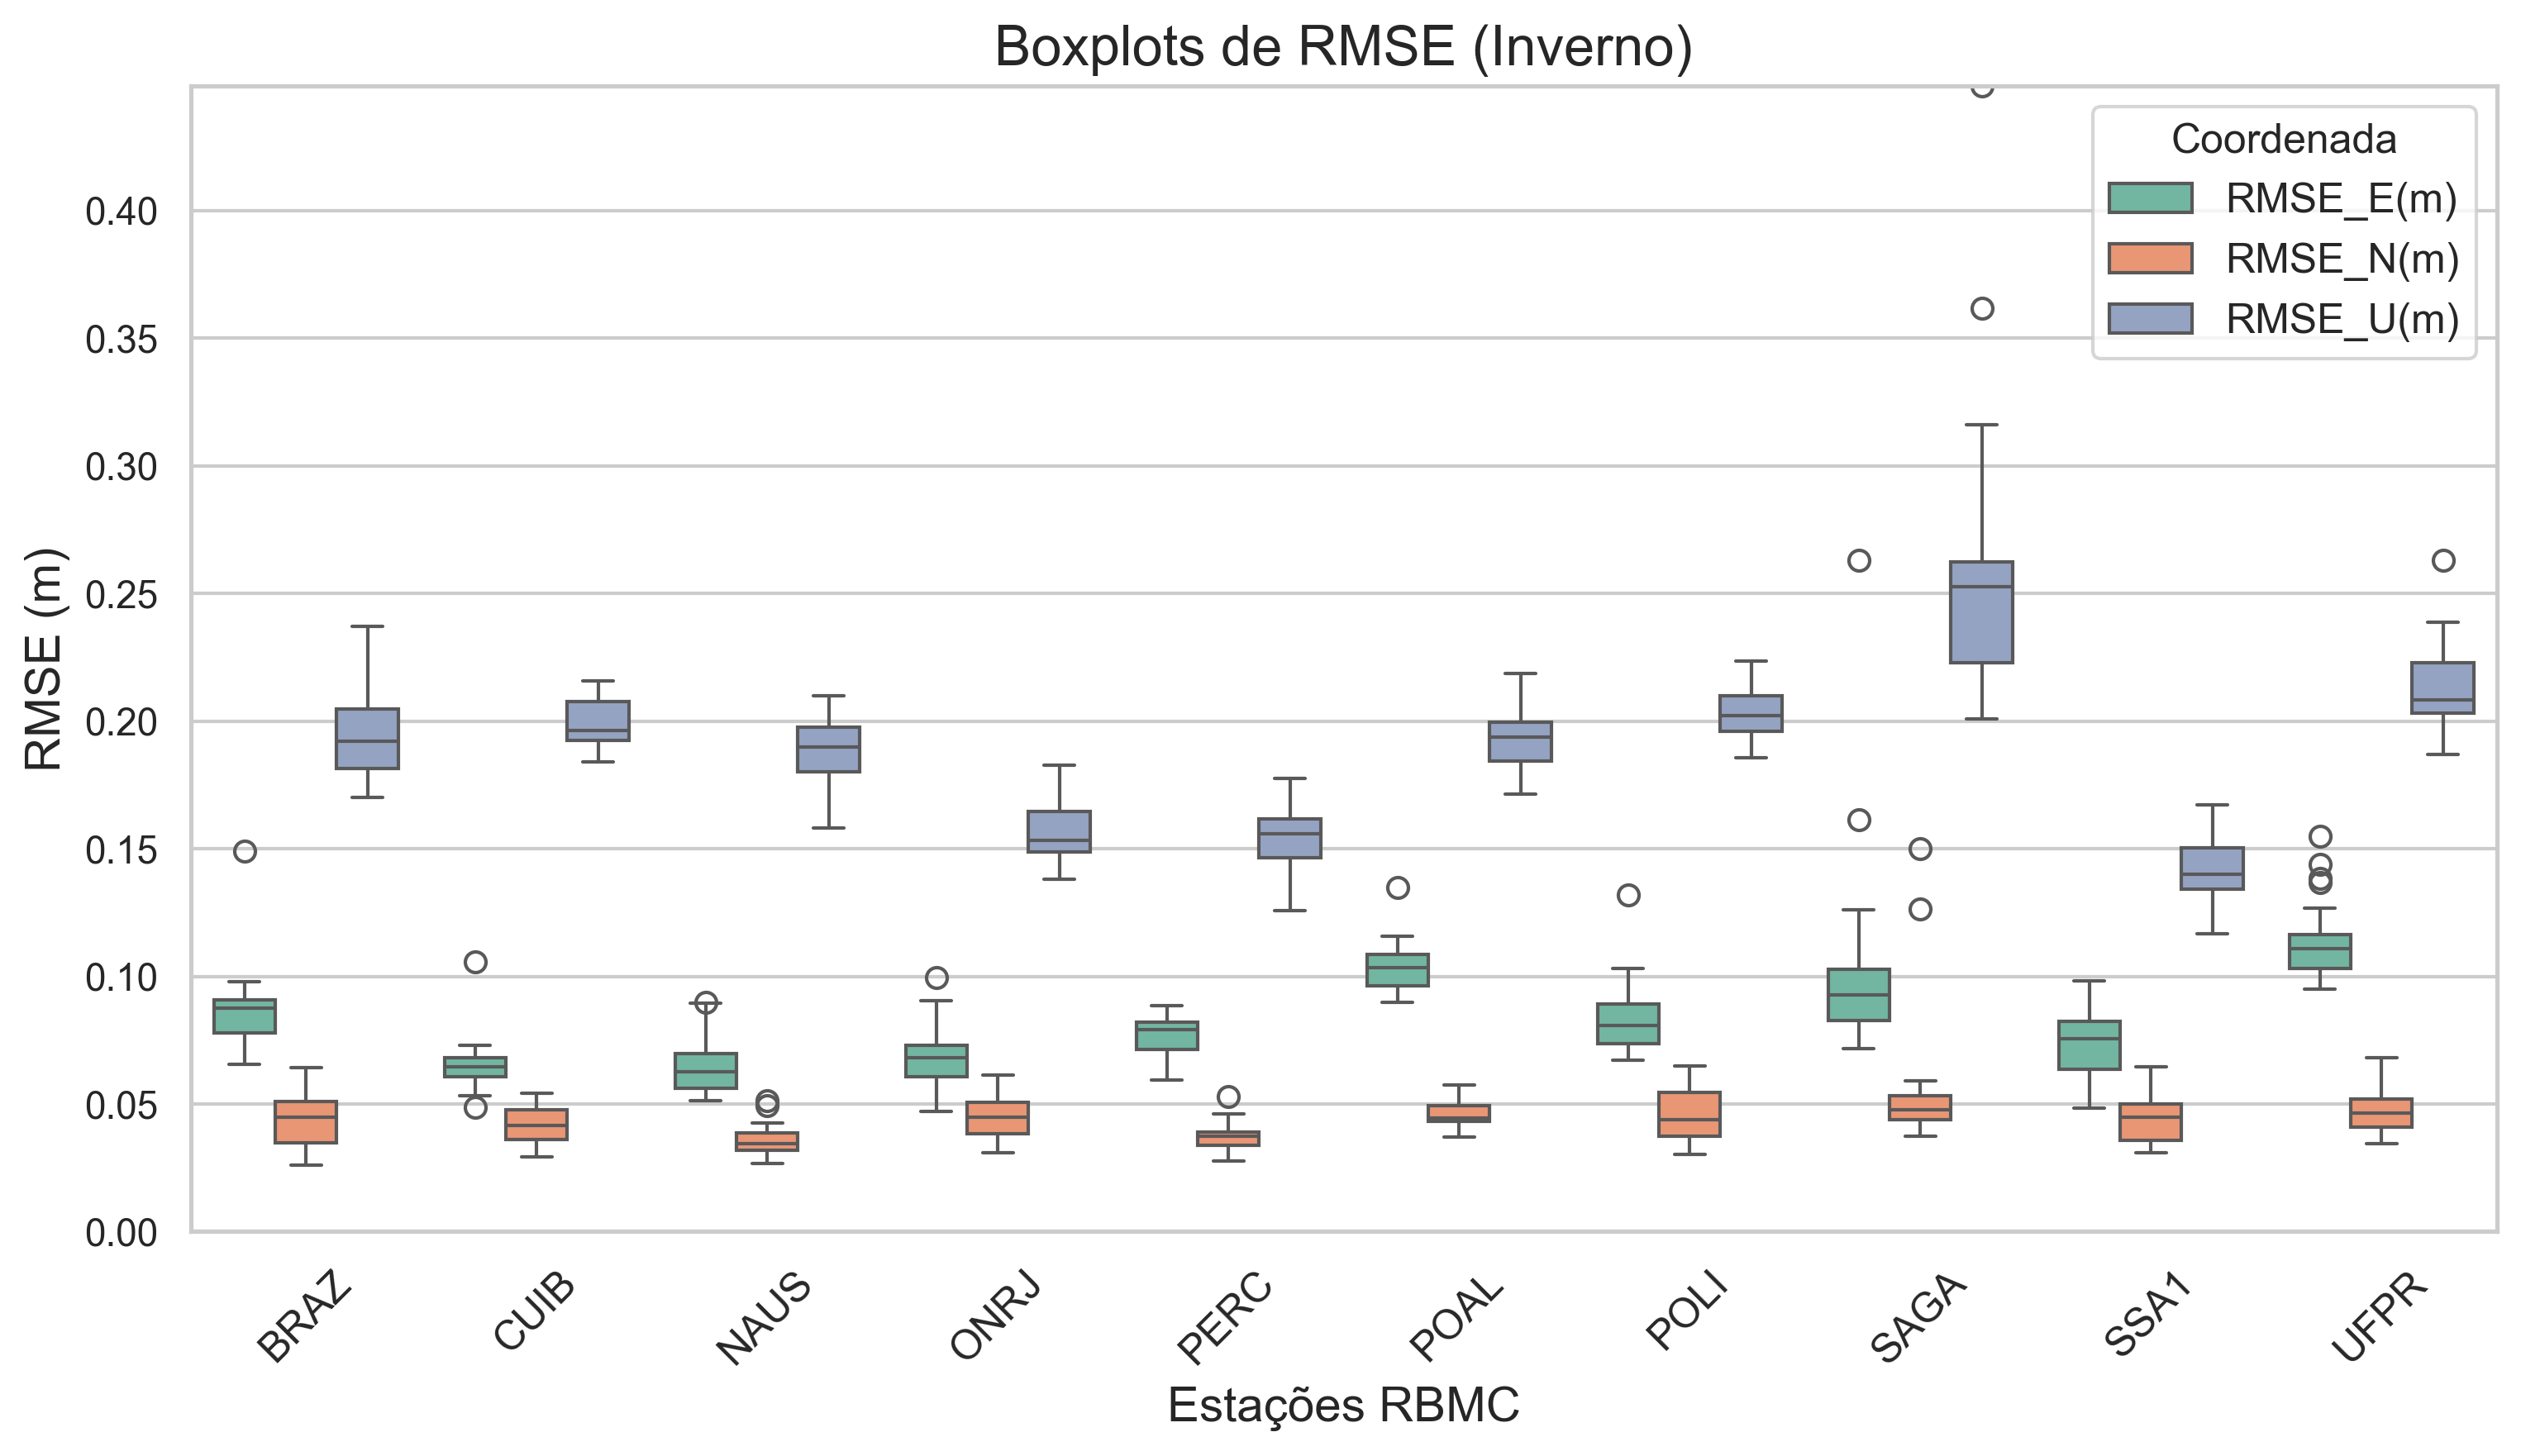 Boxplots de RMSE (Inverno)
Coordenada
RMSE_E(m)
RMSE_N(m)
RMSE_U(m)
RMSE (m)
0.40
0.35
0.30
0.25
0.20
0.15
0.10
0.05
0.00
BRAZ
CUIB
NAUS
ONRJ
PERC
POAL
POLI
SAGA
SSA1
UFPR
Estações RBMC